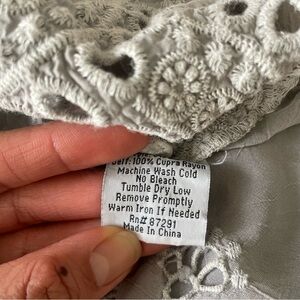 Self: 100% Cupra Rayon
Machine Wash Cold
No Bleach
Tumble Dry Low
Remove Promptly
Warm Iron If Needed
Rn# 87291
Made In China